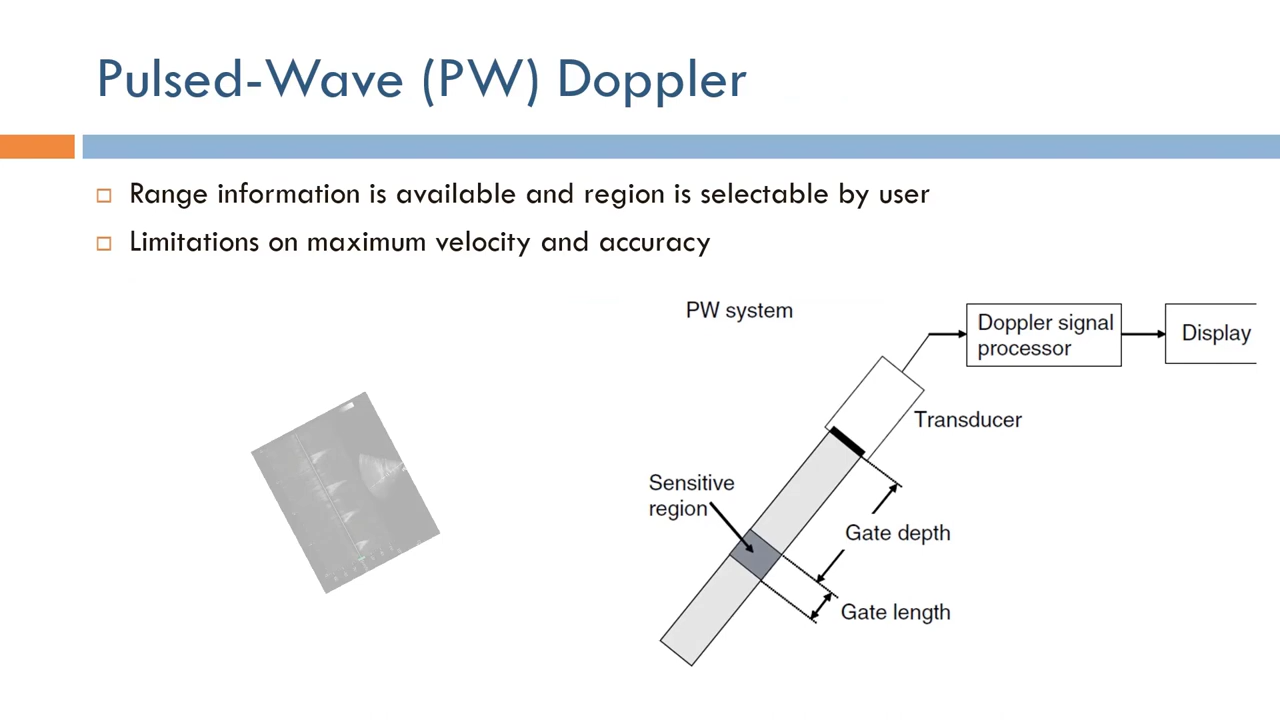 Pulsed-Wave (PW) Doppler
Range information is available and region is selectable by user
Limitations on maximum velocity and accuracy
PW system
Doppler signal
processor
Display
Transducer
Sensitive
region
Gate depth
Gate length